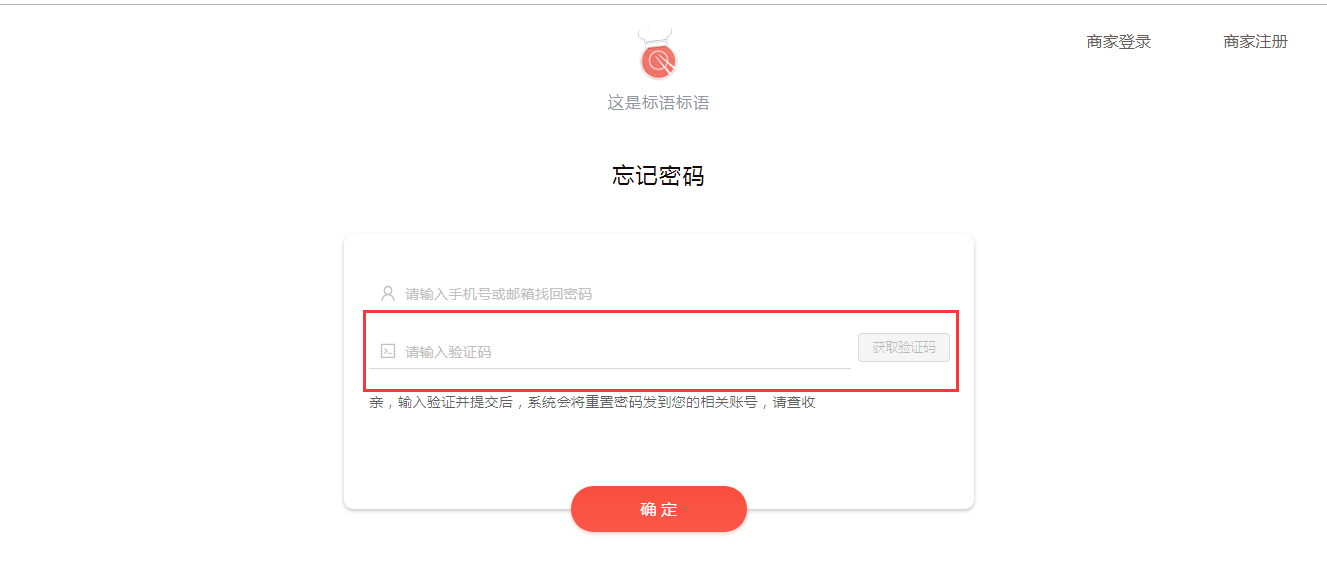 商家登录 商家注册
这是标语标语
忘记密码
请输入手机号或邮箱找回密码
请输入验证码 获取验证码
亲，输入验证并提交后，系统会将重置密码发到您的相关账号，请查收
确 定